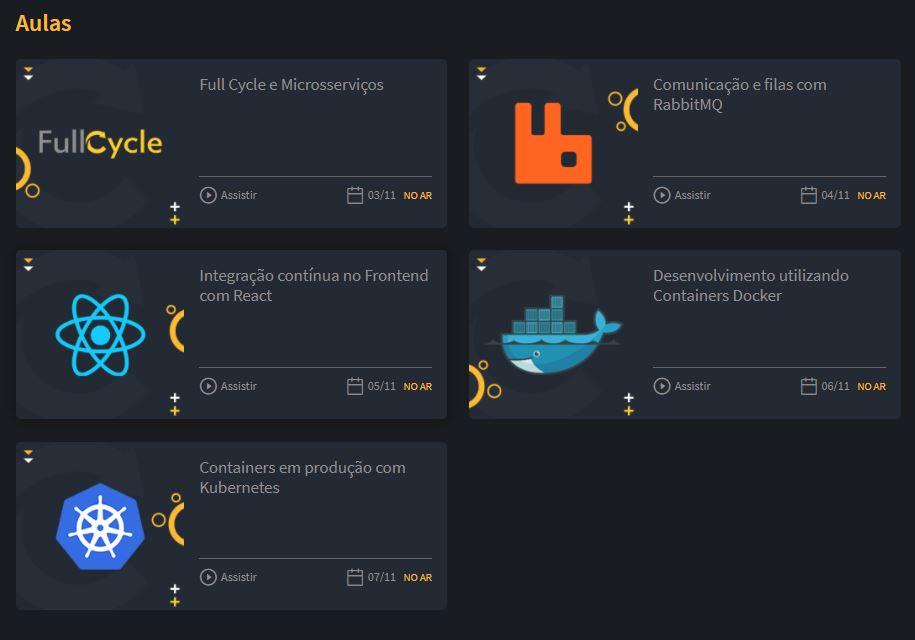 Aulas
FullCycle
Full Cycle e Microsserviços
Assistir
03/11 NO AR
Comunicação e filas com
RabbitMQ
Assistir
04/11 NO AR
Integração contínua no Frontend
com React
Assistir
05/11 NO AR
Desenvolvimento utilizando
Containers Docker
Assistir
06/11 NO AR
Containers em produção com
Kubernetes
Assistir
07/11 NO AR